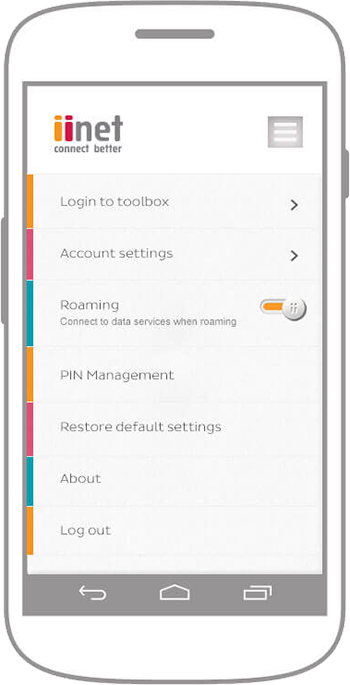 iinet
connect better
Login to toolbox
Account settings
Roaming
Connect to data services when roaming
PIN Management
Restore default settings
About
Log out